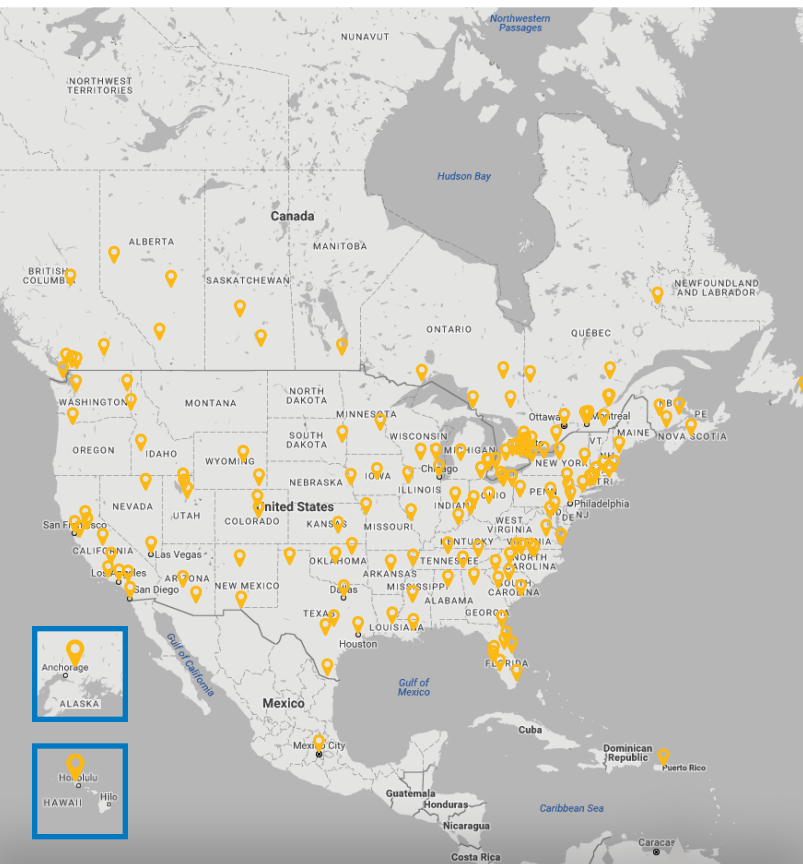 Northwestern
Passages
NUNAVUT
NORTHWEST
TERRITORIES
Hudson Bay
Canada
ALBERTA
MANITOBA
BRITISH
COLUMBIA
SASKATCHEWAN
NEWFOUNDLAND
AND LABRADOR
ONTARIO
QUÉBEC
WASHINGTON
MONTANA
NORTH
DAKOTA
MINNESOTA
Ottawa
Montreal
NB
PE
NOVA SCOTIA
MAINE
OREGON
IDAHO
SOUTH
DAKOTA
WISCONSIN
MICHIGAN
VT
NH
WYOMING
Chicago
NEW YORK
NEBRASKA
IOWA
ILLINOIS
INDIANA
OHIO
PENN
CT RI
NEVADA
UTAH
COLORADO
United States
KANSAS
MISSOURI
WEST
VIRGINIA
DE
NJ
Philadelphia
San Francisco
CALIFORNIA
Las Vegas
KENTUCKY
VIRGINIA
OKLAHOMA
TENNESSEE
NORTH
CAROLINA
Los Angeles
ARIZONA
NEW MEXICO
ARKANSAS
MISSISSIPPI
SOUTH
CAROLINA
San Diego
Dallas
ALABAMA
GEORGIA
TEXAS
LOUISIANA
Houston
FLORIDA
Gulf of
California
Gulf of
Mexico
Anchorage
ALASKA
Mexico
Cuba
Mexico City
Dominican
Republic
Puerto Rico
Honolulu
Hilo
HAWAII
Guatemala
Honduras
Caribbean Sea
Nicaragua
Costa Rica
Caracas